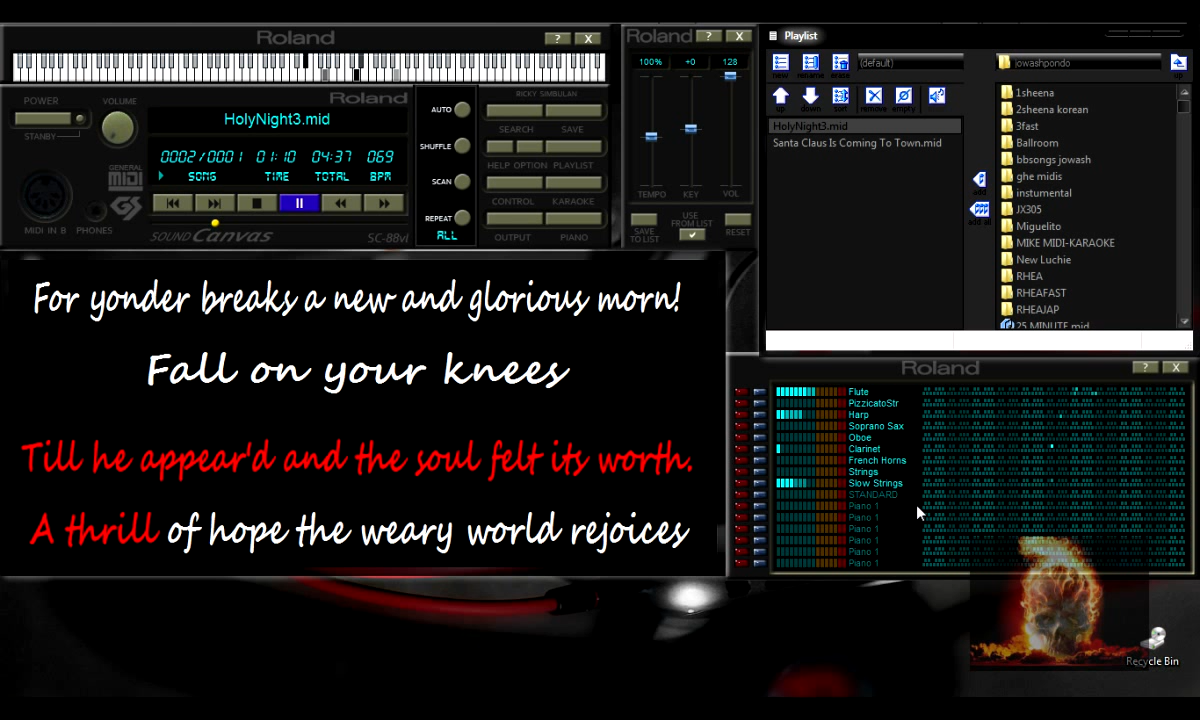 Roland
? X
Roland
POWER
STANBY
VOLUME
HolyNight3.mid
0002/0001 01:10 04:37 069
SONG TIME TOTAL BPM
GENERAL
MIDI
GS
MIDI IN B PHONES
SOUND Canvas SC-88vl
AUTO
SHUFFLE
SCAN
REPEAT
ALL
RICKY SIMBULAN
SEARCH SAVE
HELP OPTION PLAYLIST
CONTROL KARAOKE
OUTPUT PIANO
Roland ? X
100% +0 128
TEMPO KEY VOL
SAVE TO LIST
USE FROM LIST
RESET
Playlist
new rename erase (default)
up down sort remove empty
HolyNight3.mid
Santa Claus Is Coming To Town.mid
add
add all
jowashpondo
up
1sheena
2sheena korean
3fast
Ballroom
bbsongs jowash
ghe midis
instumental
JX305
Miguelito
MIKE MIDI-KARAOKE
New Luchie
RHEA
RHEAFAST
RHEAJAP
25 MINUTE.mid
For yonder breaks a new and glorious morn!
Fall on your knees
Till he appear'd and the soul felt its worth.
A thrill of hope the weary world rejoices
Roland
? X
Flute
PizzicatoStr
Harp
Soprano Sax
Oboe
Clarinet
French Horns
Strings
Slow Strings
STANDARD
Piano 1
Piano 1
Piano 1
Piano 1
Piano 1
Piano 1
Recycle Bin